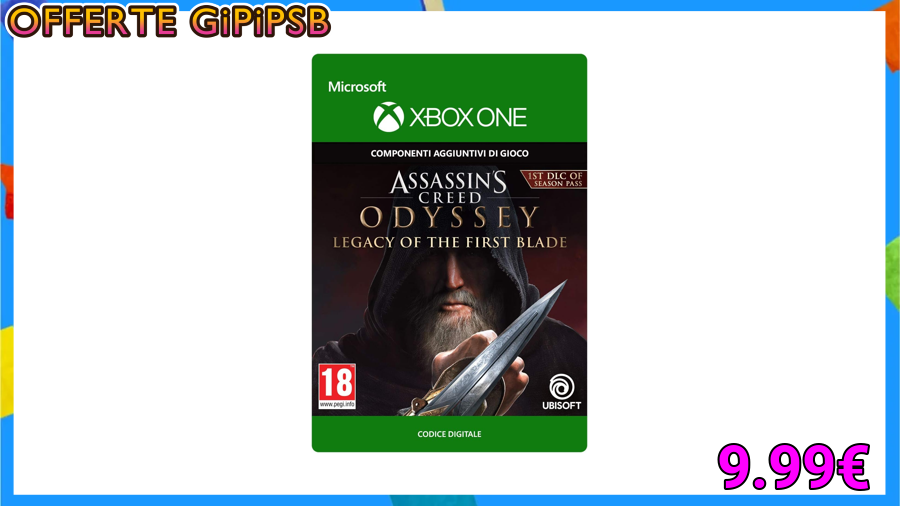 OFFERTE GiPiPSB
Microsoft
XBOX ONE
COMPONENTI AGGIUNTIVI DI GIOCO
1ST DLC OF
SEASON PASS
ASSASSIN'S
CREED
ODYSSEY
LEGACY OF THE FIRST BLADE
18
www.pegi.info
UBISOFT
CODICE DIGITALE
9.99€